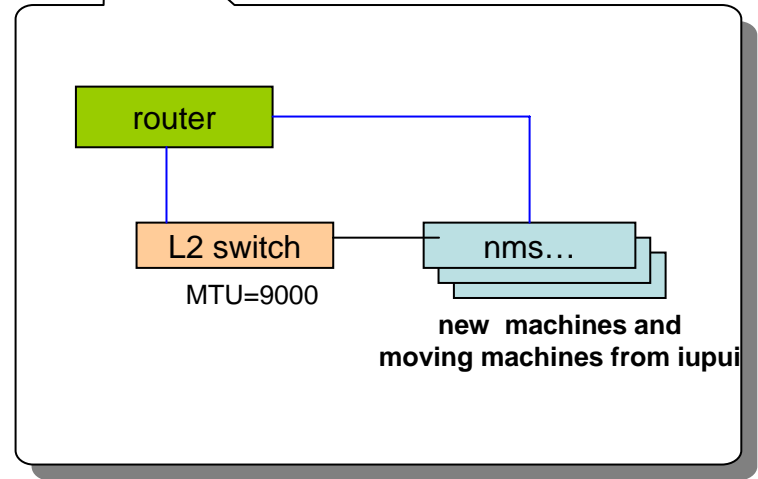 router
L2 switch
nms…
MTU=9000
new machines and
moving machines from iupui